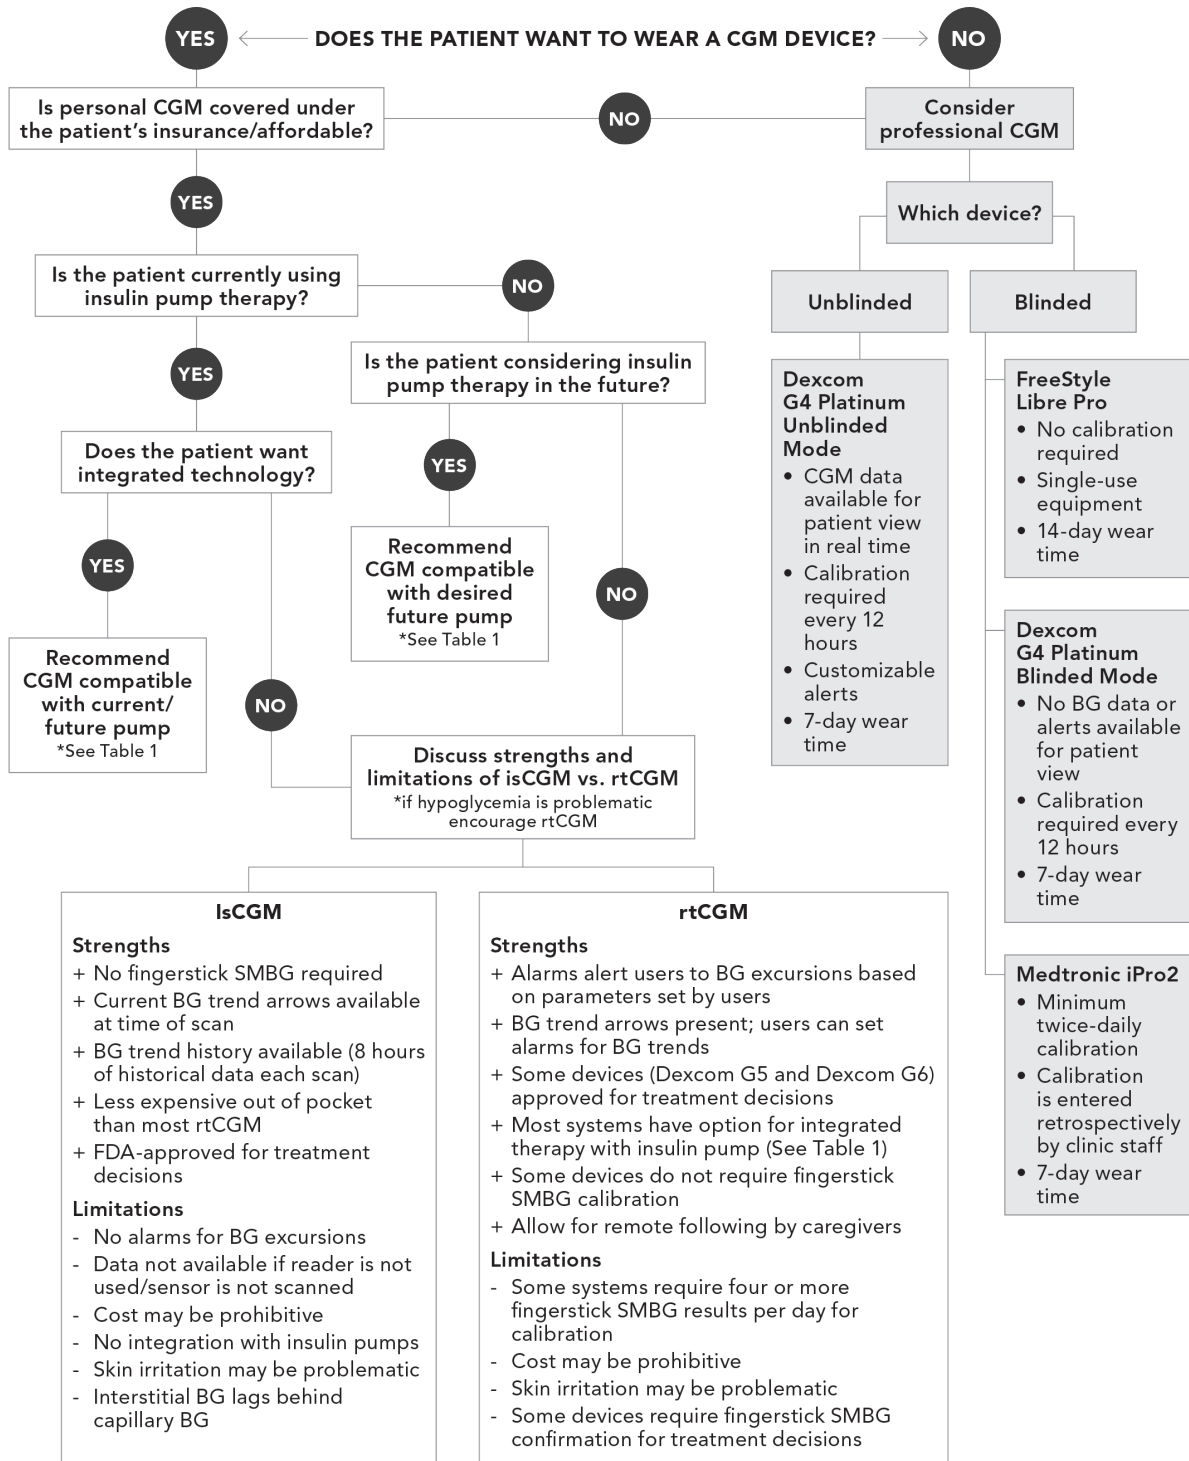 YES
DOES THE PATIENT WANT TO WEAR A CGM DEVICE?
NO
Is personal CGM covered under
the patient’s insurance/affordable?
NO
Consider
professional CGM
YES
Which device?
Is the patient currently using
insulin pump therapy?
NO
Unblinded
Blinded
YES
Is the patient considering insulin
pump therapy in the future?
Does the patient want
integrated technology?
YES
YES
Recommend
CGM compatible
with desired
future pump
*See Table 1
NO
Recommend
CGM compatible
with current/
future pump
*See Table 1
NO
Discuss strengths and
limitations of isCGM vs. rtCGM
*if hypoglycemia is problematic
encourage rtCGM
Dexcom
G4 Platinum
Unblinded
Mode
• CGM data
available for
patient view
in real time
• Calibration
required
every 12
hours
• Customizable
alerts
• 7-day wear
time
FreeStyle
Libre Pro
• No calibration
required
• Single-use
equipment
• 14-day wear
time
Dexcom
G4 Platinum
Blinded Mode
• No BG data or
alerts available
for patient
view
• Calibration
required every
12 hours
• 7-day wear
time
Medtronic iPro2
• Minimum
twice-daily
calibration
• Calibration
is entered
retrospectively
by clinic staff
• 7-day wear
time
IsCGM
Strengths
+ No fingerstick SMBG required
+ Current BG trend arrows available
at time of scan
+ BG trend history available (8 hours
of historical data each scan)
+ Less expensive out of pocket
than most rtCGM
+ FDA-approved for treatment
decisions
Limitations
- No alarms for BG excursions
- Data not available if reader is not
used/sensor is not scanned
- Cost may be prohibitive
- No integration with insulin pumps
- Skin irritation may be problematic
- Interstitial BG lags behind
capillary BG
rtCGM
Strengths
+ Alarms alert users to BG excursions based
on parameters set by users
+ BG trend arrows present; users can set
alarms for BG trends
+ Some devices (Dexcom G5 and Dexcom G6)
approved for treatment decisions
+ Most systems have option for integrated
therapy with insulin pump (See Table 1)
+ Some devices do not require fingerstick
SMBG calibration
+ Allow for remote following by caregivers
Limitations
- Some systems require four or more
fingerstick SMBG results per day for
calibration
- Cost may be prohibitive
- Skin irritation may be problematic
- Some devices require fingerstick SMBG
confirmation for treatment decisions